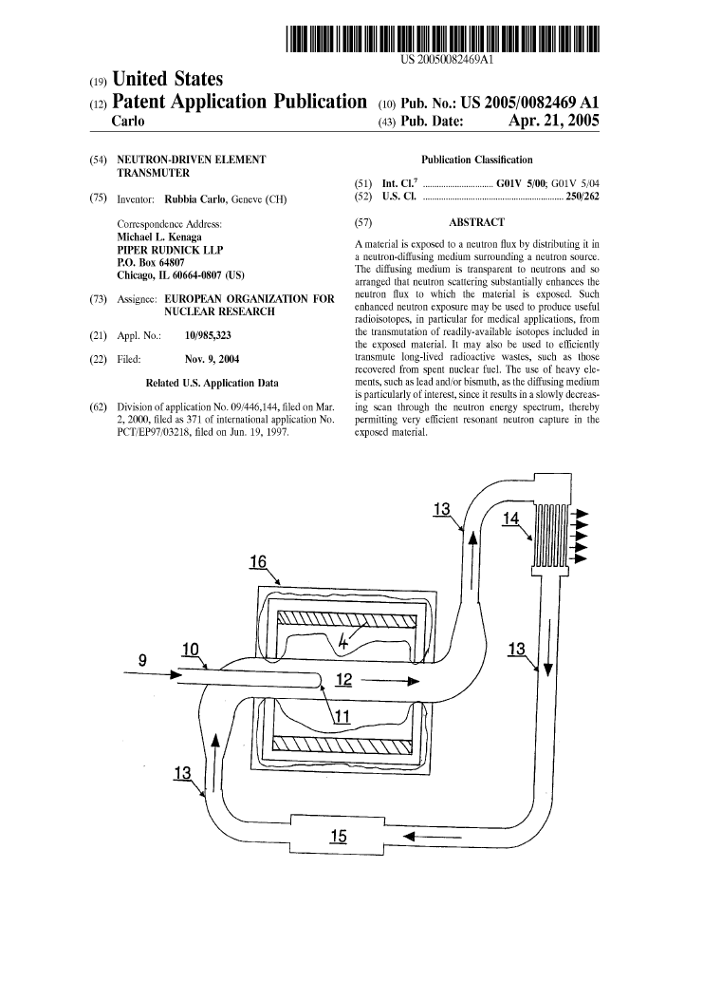 US 20050082469A1
(19) United States
(12) Patent Application Publication (10) Pub. No.: US 2005/0082469 A1
Carlo (43) Pub. Date: Apr. 21, 2005
(54) NEUTRON-DRIVEN ELEMENT
TRANSMUTER
(75) Inventor: Rubbia Carlo, Geneve (CH)
Correspondence Address:
Michael L. Kenaga
PIPER RUDNICK LLP
P.O. Box 64807
Chicago, IL 60664-0807 (US)
(73) Assignee: EUROPEAN ORGANIZATION FOR
NUCLEAR RESEARCH
(21) Appl. No.: 10/985,323
(22) Filed: Nov. 9, 2004
Related U.S. Application Data
(62) Division of application No. 09/446,144, filed on Mar.
2, 2000, filed as 371 of international application No.
PCT/EP97/03218, filed on Jun. 19, 1997.
Publication Classification
(51) Int. Cl.7 .............................. G01V 5/00; G01V 5/04
(52) U.S. Cl. ............................................................ 250/262
(57) ABSTRACT
A material is exposed to a neutron flux by distributing it in
a neutron-diffusing medium surrounding a neutron source.
The diffusing medium is transparent to neutrons and so
arranged that neutron scattering substantially enhances the
neutron flux to which the material is exposed. Such
enhanced neutron exposure may be used to produce useful
radioisotopes, in particular for medical applications, from
the transmutation of readily-available isotopes included in
the exposed material. It may also be used to efficiently
transmute long-lived radioactive wastes, such as those
recovered from spent nuclear fuel. The use of heavy ele-
ments, such as lead and/or bismuth, as the diffusing medium
is particularly of interest, since it results in a slowly decreas-
ing scan through the neutron energy spectrum, thereby
permitting very efficient resonant neutron capture in the
exposed material.
13
14
16
4
10
9
12
13
11
13
15